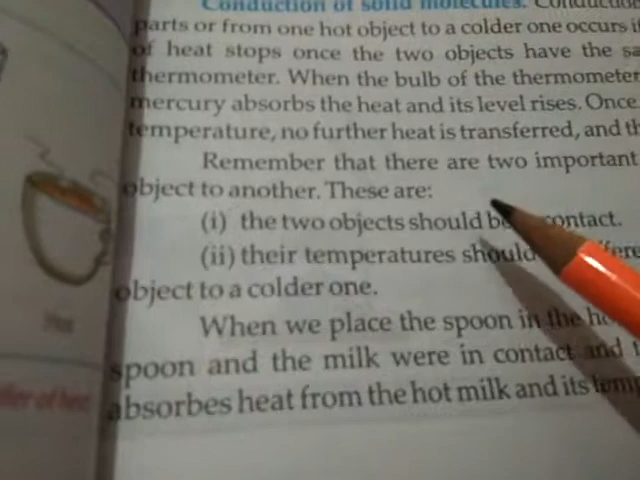 Conduction of solid molecules. Conduction
parts or from one hot object to a colder one occurs if
of heat stops once the two objects have the sa
thermometer. When the bulb of the thermometer
mercury absorbs the heat and its level rises. Once
temperature, no further heat is transferred, and th
Remember that there are two important
object to another. These are:
(i) the two objects should be contact.
(ii) their temperatures should
object to a colder one.
When we place the spoon in the ho
spoon and the milk were in contact and t
absorbes heat from the hot milk and its temp